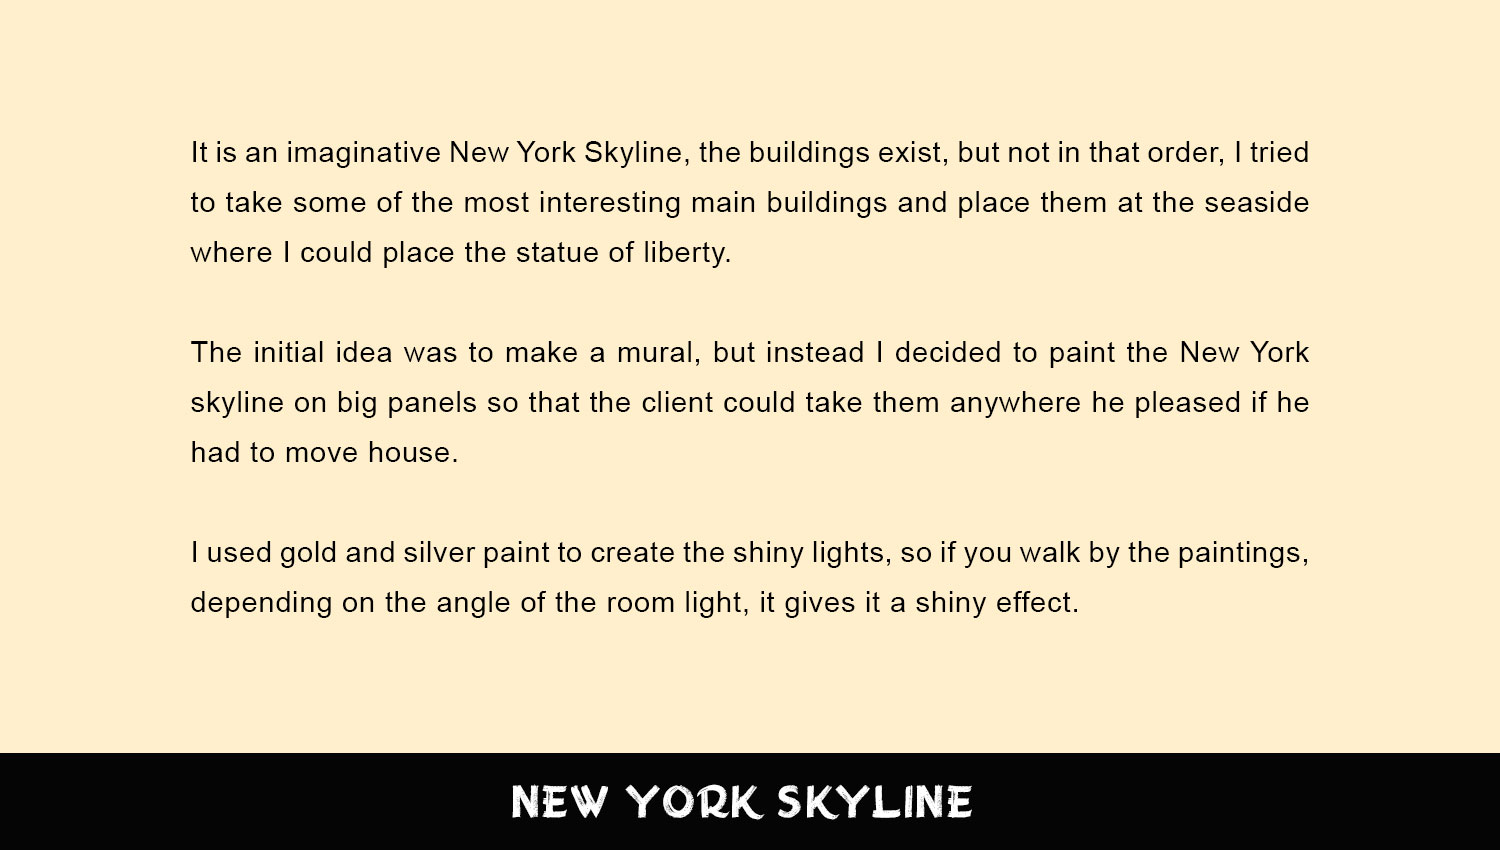 It is an imaginative New York Skyline, the buildings exist, but not in that order, I tried
to take some of the most interesting main buildings and place them at the seaside
where I could place the statue of liberty.
The initial idea was to make a mural, but instead I decided to paint the New York
skyline on big panels so that the client could take them anywhere he pleased if he
had to move house.
I used gold and silver paint to create the shiny lights, so if you walk by the paintings,
depending on the angle of the room light, it gives it a shiny effect.
NEW YORK SKYLINE